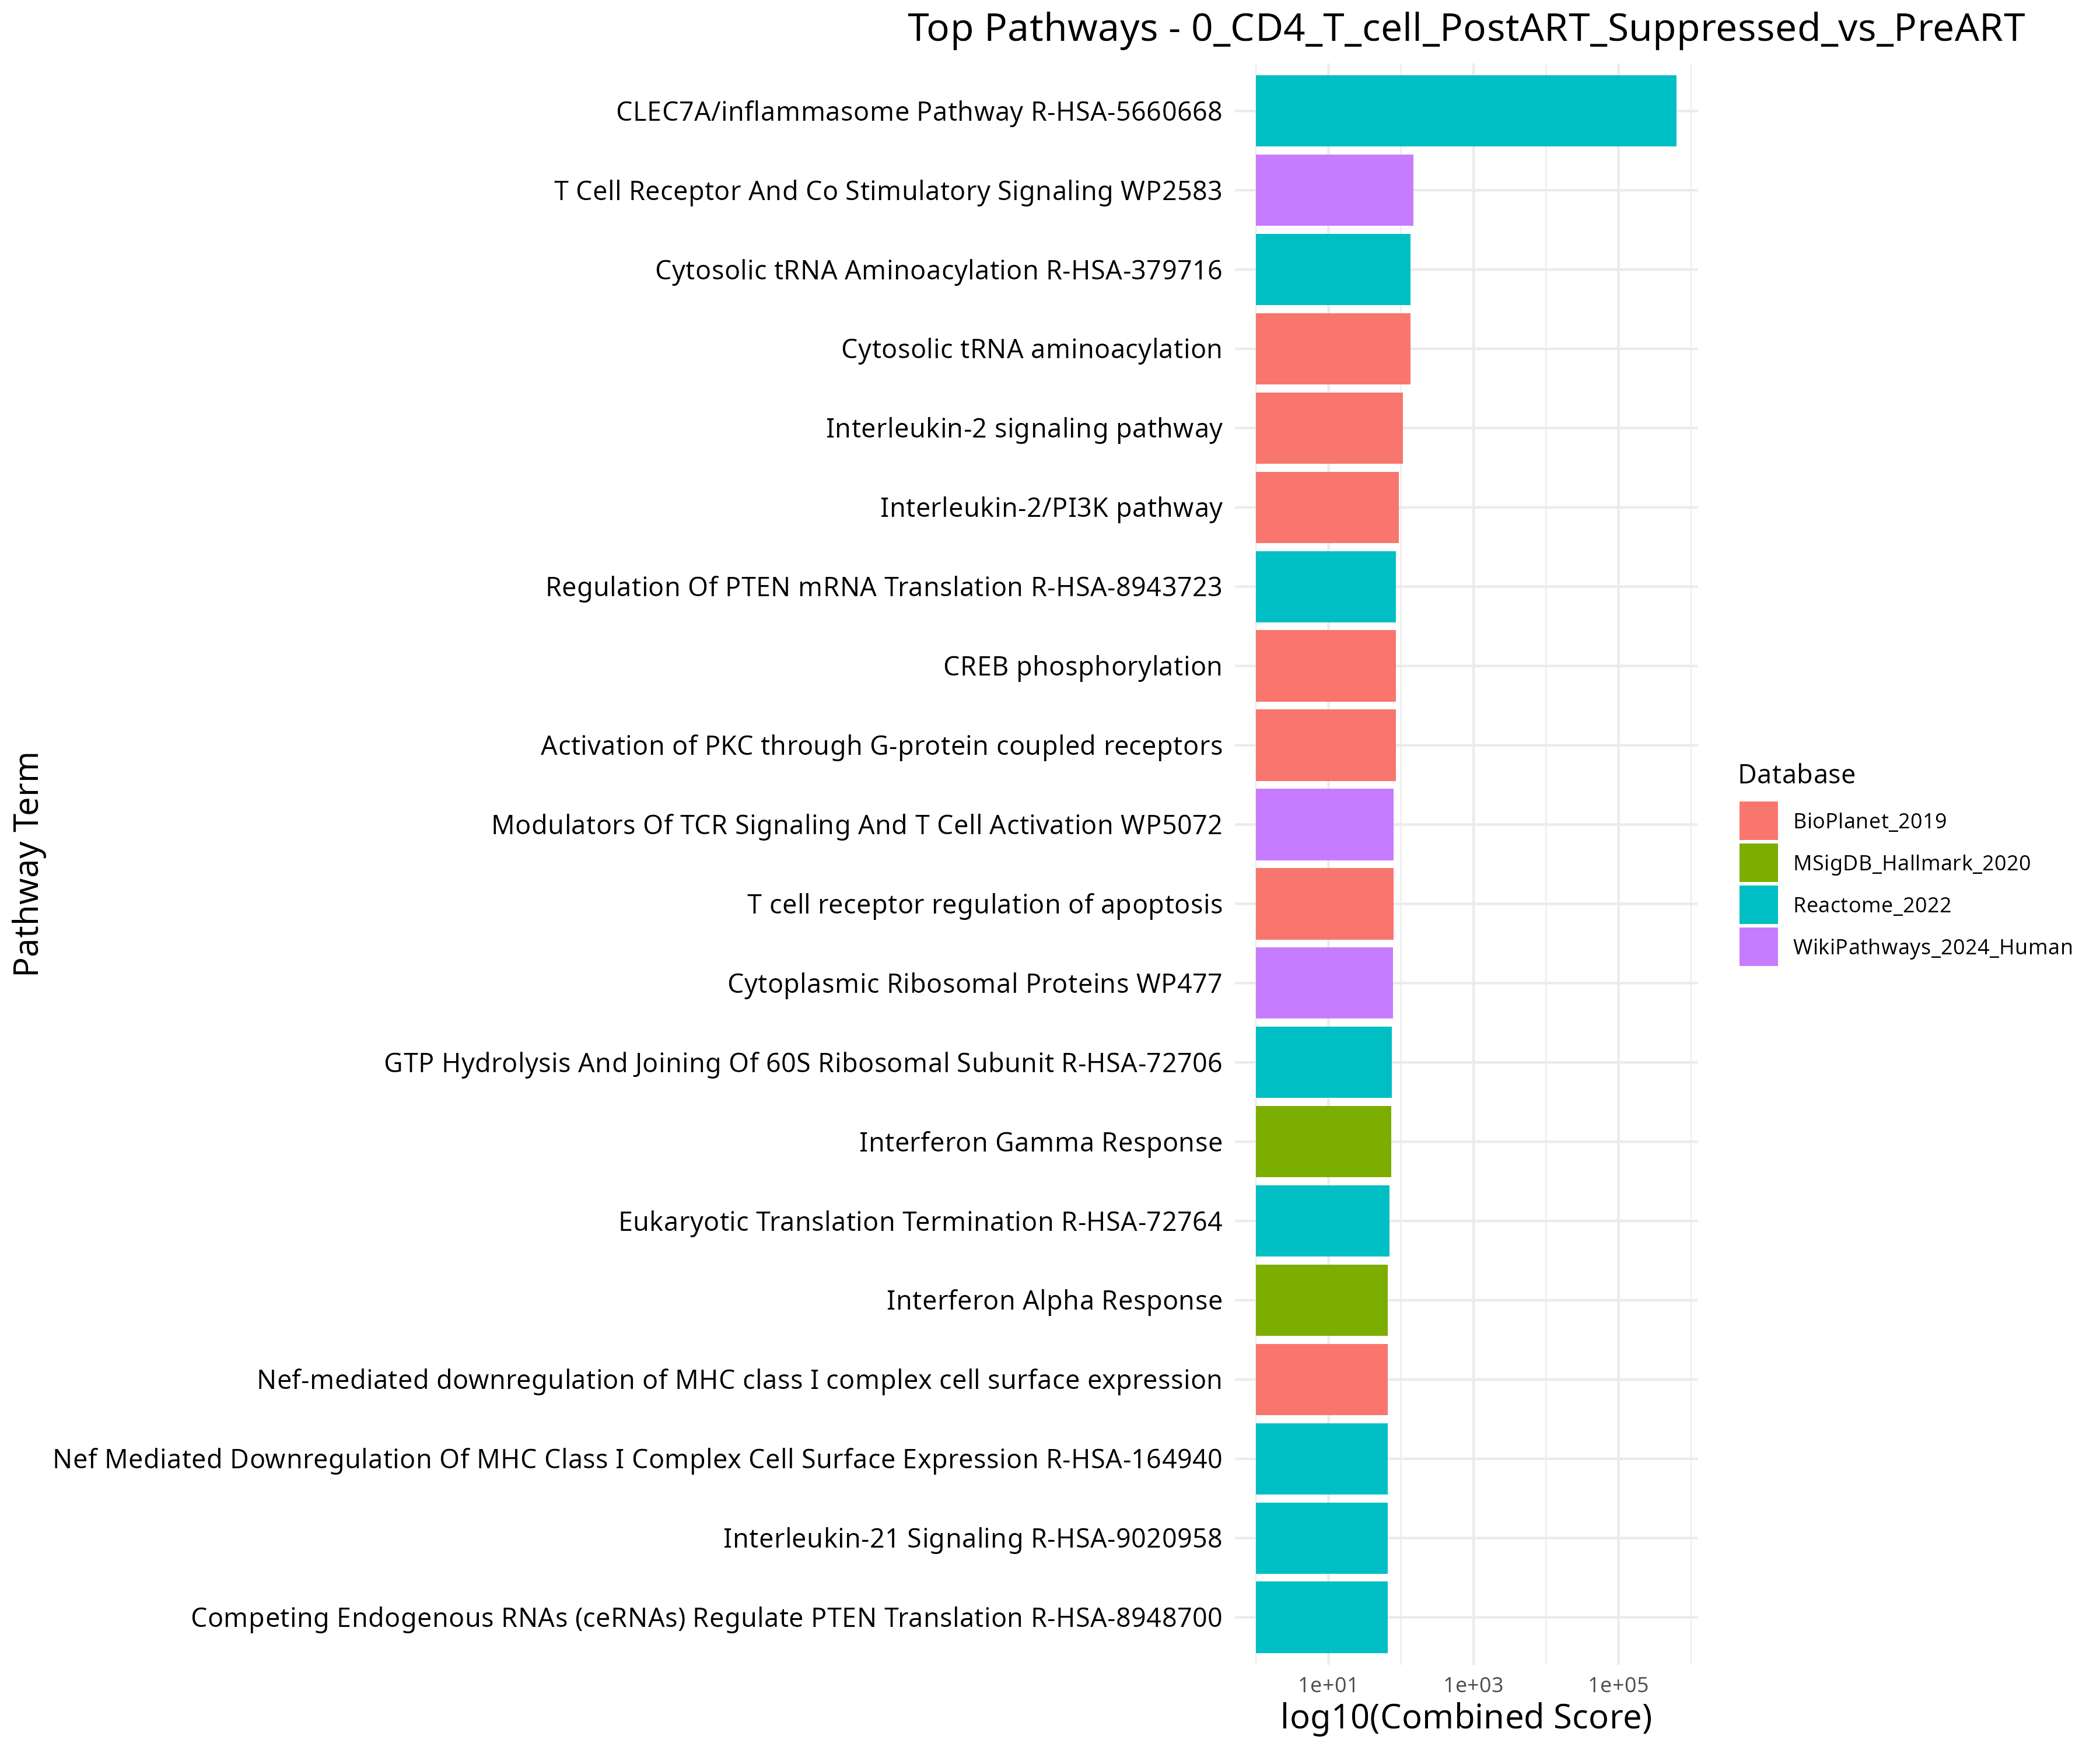 Top Pathways - 0_CD4_T_cell_PostART_Suppressed_vs_PreART
Pathway Term
CLEC7A/inflammasome Pathway R-HSA-5660668
T Cell Receptor And Co Stimulatory Signaling WP2583
Cytosolic tRNA Aminoacylation R-HSA-379716
Cytosolic tRNA aminoacylation
Interleukin-2 signaling pathway
Interleukin-2/PI3K pathway
Regulation Of PTEN mRNA Translation R-HSA-8943723
CREB phosphorylation
Activation of PKC through G-protein coupled receptors
Modulators Of TCR Signaling And T Cell Activation WP5072
T cell receptor regulation of apoptosis
Cytoplasmic Ribosomal Proteins WP477
GTP Hydrolysis And Joining Of 60S Ribosomal Subunit R-HSA-72706
Interferon Gamma Response
Eukaryotic Translation Termination R-HSA-72764
Interferon Alpha Response
Nef-mediated downregulation of MHC class I complex cell surface expression
Nef Mediated Downregulation Of MHC Class I Complex Cell Surface Expression R-HSA-164940
Interleukin-21 Signaling R-HSA-9020958
Competing Endogenous RNAs (ceRNAs) Regulate PTEN Translation R-HSA-8948700
1e+01 1e+03 1e+05
log10(Combined Score)
Database
BioPlanet_2019
MSigDB_Hallmark_2020
Reactome_2022
WikiPathways_2024_Human